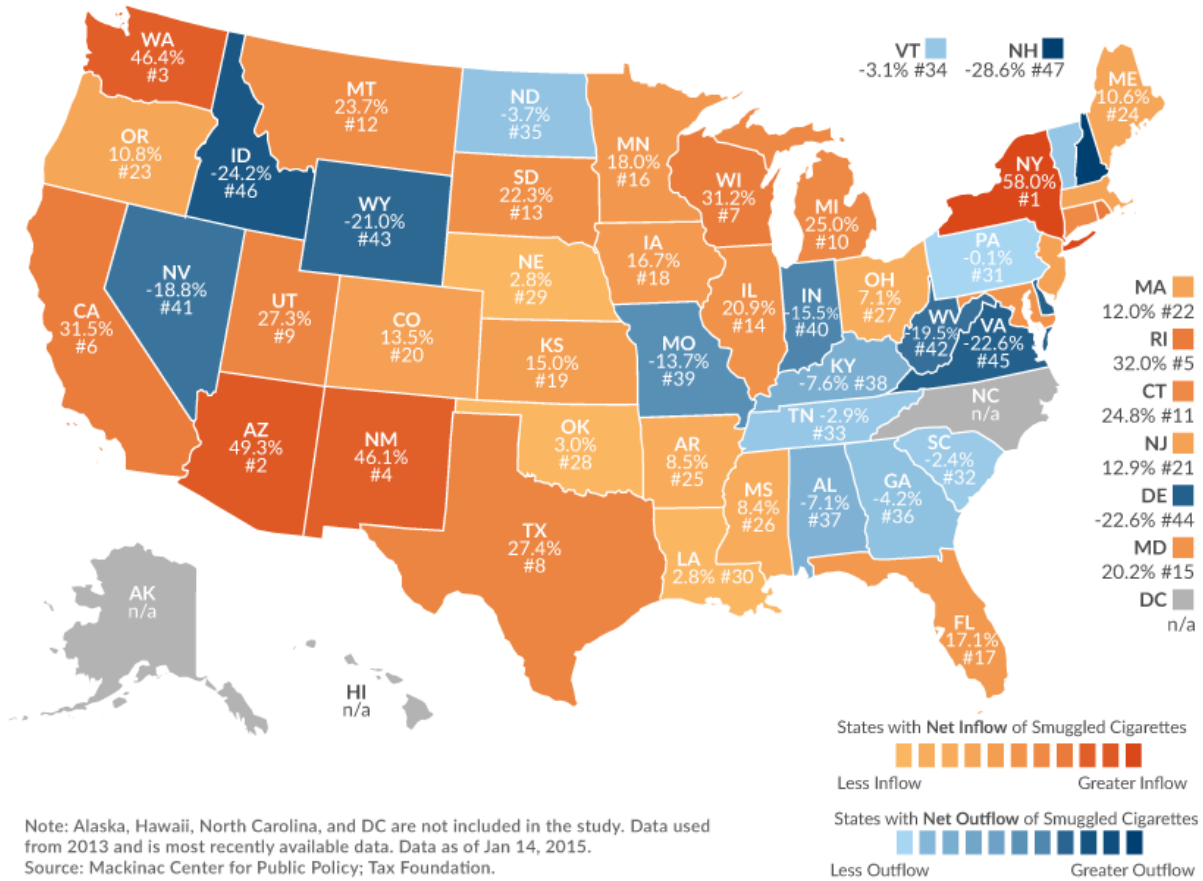 WA
46.4%
#3
VT
-3.1% #34
NH
-28.6% #47
MT
23.7%
#12
ND
-3.7%
#35
ME
10.6%
#24
OR
10.8%
#23
ID
-24.2%
#46
MN
18.0%
#16
NY
58.0%
#1
SD
22.3%
#13
WI
31.2%
#7
WY
-21.0%
#43
MI
25.0%
#10
IA
16.7%
#18
PA
-0.1%
#31
NE
2.8%
#29
NV
-18.8%
#41
OH
7.1%
#27
IL
20.9%
#14
IN
-15.5%
#40
UT
27.3%
#9
CA
31.5%
#6
CO
13.5%
#20
WV
-19.5%
#42
VA
-22.6%
#45
KS
15.0%
#19
MO
-13.7%
#39
KY
-7.6% #38
NC
n/a
TN -2.9%
#33
AZ
49.3%
#2
NM
46.1%
#4
OK
3.0%
#28
AR
8.5%
#25
SC
-2.4%
#32
MS
8.4%
#26
AL
-7.1%
#37
GA
-4.2%
#36
TX
27.4%
#8
LA
2.8% #30
FL
17.1%
#17
AK
n/a
HI
n/a
MA
12.0% #22
RI
32.0% #5
CT
24.8% #11
NJ
12.9% #21
DE
-22.6% #44
MD
20.2% #15
DC
n/a
States with Net Inflow of Smuggled Cigarettes
Less Inflow
Greater Inflow
States with Net Outflow of Smuggled Cigarettes
Less Outflow
Greater Outflow
Note: Alaska, Hawaii, North Carolina, and DC are not included in the study. Data used
from 2013 and is most recently available data. Data as of Jan 14, 2015.
Source: Mackinac Center for Public Policy; Tax Foundation.